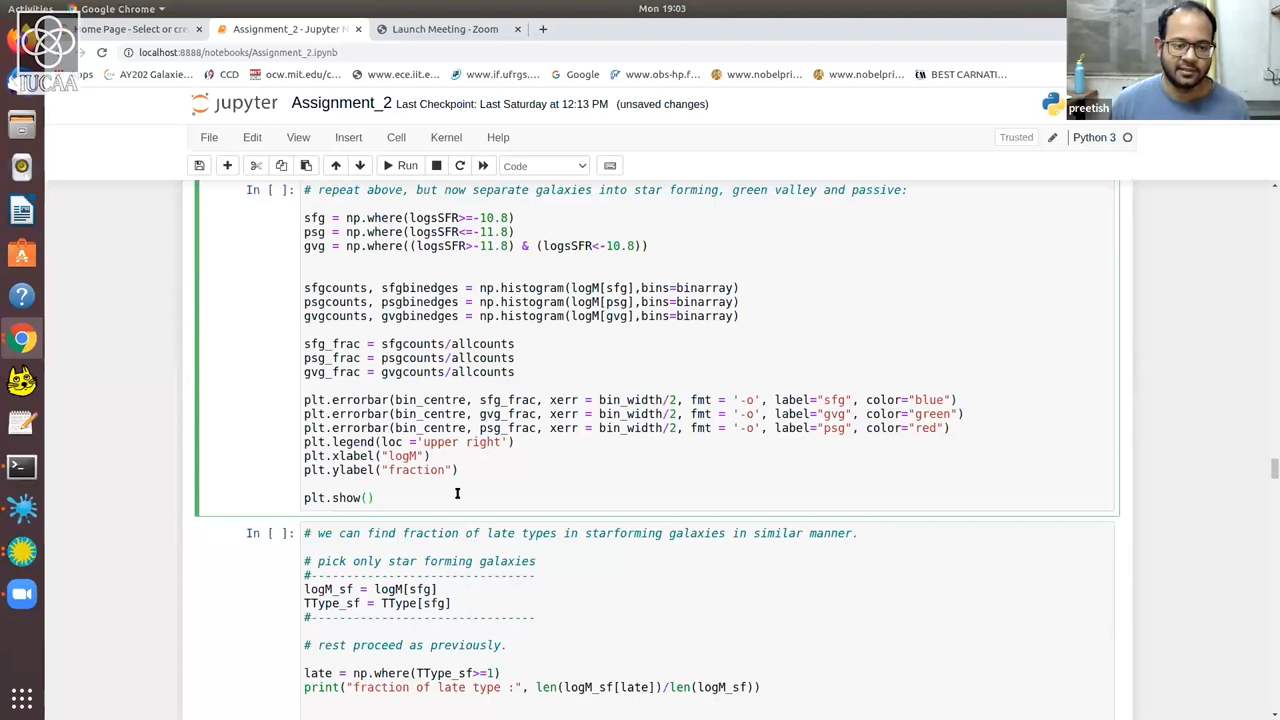 Activities
Google Chrome
Mon 19:03
Home Page - Select or cre
Assignment_2 - Jupyter N
Launch Meeting - Zoom
localhost:8888/notebooks/Assignment_2.ipynb
AY202 Galaxie…
CCD
ocw.mit.edu/c…
www.ece.iit.e…
www.if.ufrgs.…
Google
www.obs-hp.f…
www.nobelpri…
www.nobelpri…
BEST CARNATI…
IUCAA
preetish
jupyter
Assignment_2 Last Checkpoint: Last Saturday at 12:13 PM (unsaved changes)
File Edit View Insert Cell Kernel Help
Trusted
Python 3
Run
Code
In [ ]: # repeat above, but now separate galaxies into star forming, green valley and passive:
sfg = np.where(logsSFR>=-10.8)
psg = np.where(logsSFR<=-11.8)
gvg = np.where((logsSFR>-11.8) & (logsSFR<-10.8))
sfgcounts, sfgbinedges = np.histogram(logM[sfg],bins=binarray)
psgcounts, psgbinedges = np.histogram(logM[psg],bins=binarray)
gvgcounts, gvgbinedges = np.histogram(logM[gvg],bins=binarray)
sfg_frac = sfgcounts/allcounts
psg_frac = psgcounts/allcounts
gvg_frac = gvgcounts/allcounts
plt.errorbar(bin_centre, sfg_frac, xerr = bin_width/2, fmt = '-o', label="sfg", color="blue")
plt.errorbar(bin_centre, gvg_frac, xerr = bin_width/2, fmt = '-o', label="gvg", color="green")
plt.errorbar(bin_centre, psg_frac, xerr = bin_width/2, fmt = '-o', label="psg", color="red")
plt.legend(loc ='upper right')
plt.xlabel("logM")
plt.ylabel("fraction")
plt.show()
In [ ]: # we can find fraction of late types in starforming galaxies in similar manner.
# pick only star forming galaxies
#--------------------------------
logM_sf = logM[sfg]
TType_sf = TType[sfg]
#--------------------------------
# rest proceed as previously.
late = np.where(TType_sf>=1)
print("fraction of late type :", len(logM_sf[late])/len(logM_sf))